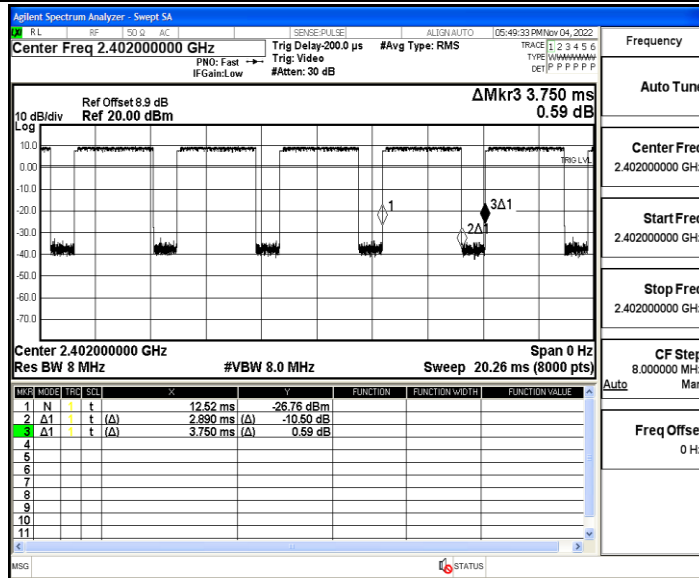 Agilent Spectrum Analyzer - Swept SA
RL RF 50 Ω AC SENSE:PULSE ALIGN AUTO 05:49:33 PM Nov 04, 2022
Center Freq 2.402000000 GHz
PNO: Fast
IFGain:Low
Trig Delay-200.0 µs
Trig: Video
#Atten: 30 dB
#Avg Type: RMS
TRACE 1 2 3 4 5 6
TYPE WWWWWW
DET P P P P P P
ΔMkr3 3.750 ms
0.59 dB
10 dB/div
Log
Ref Offset 8.9 dB
Ref 20.00 dBm
10.0
0.00
-10.0
-20.0
-30.0
-40.0
-50.0
-60.0
-70.0
TRIG LVL
1
2Δ1
3Δ1
Center 2.402000000 GHz Span 0 Hz
Res BW 8 MHz #VBW 8.0 MHz Sweep 20.26 ms (8000 pts)
MKR MODE TRC SCL X Y FUNCTION FUNCTION WIDTH FUNCTION VALUE
1 N 1 t 12.52 ms -26.76 dBm
2 Δ1 1 t (Δ) 2.890 ms (Δ) -10.50 dB
3 Δ1 1 t (Δ) 3.750 ms (Δ) 0.59 dB
4
5
6
7
8
9
10
11
MSG STATUS
Frequency
Auto Tune
Center Freq
2.402000000 GHz
Start Freq
2.402000000 GHz
Stop Freq
2.402000000 GHz
CF Step
8.000000 MHz
Auto Man
Freq Offset
0 Hz